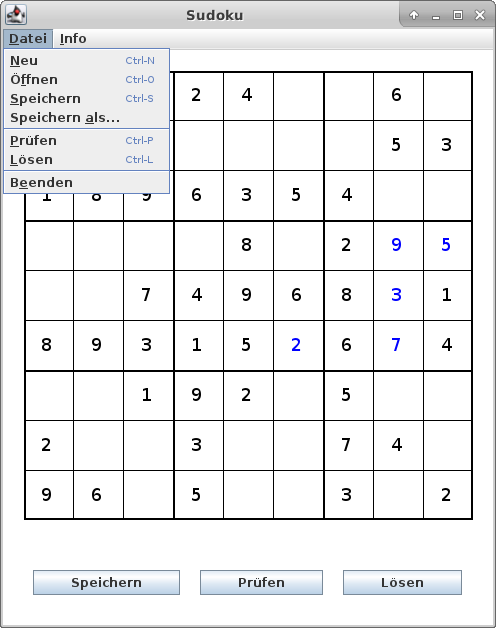 Sudoku
Datei Info
Neu Ctrl-N
Öffnen Ctrl-O
Speichern Ctrl-S
Speichern als...
Prüfen Ctrl-P
Lösen Ctrl-L
Beenden
2 4 6
5 3
1 8 9 6 3 5 4
8 2 9 5
7 4 9 6 8 3 1
8 9 3 1 5 2 6 7 4
1 9 2 5
2 3 7 4
9 6 5 3 2
Speichern Prüfen Lösen